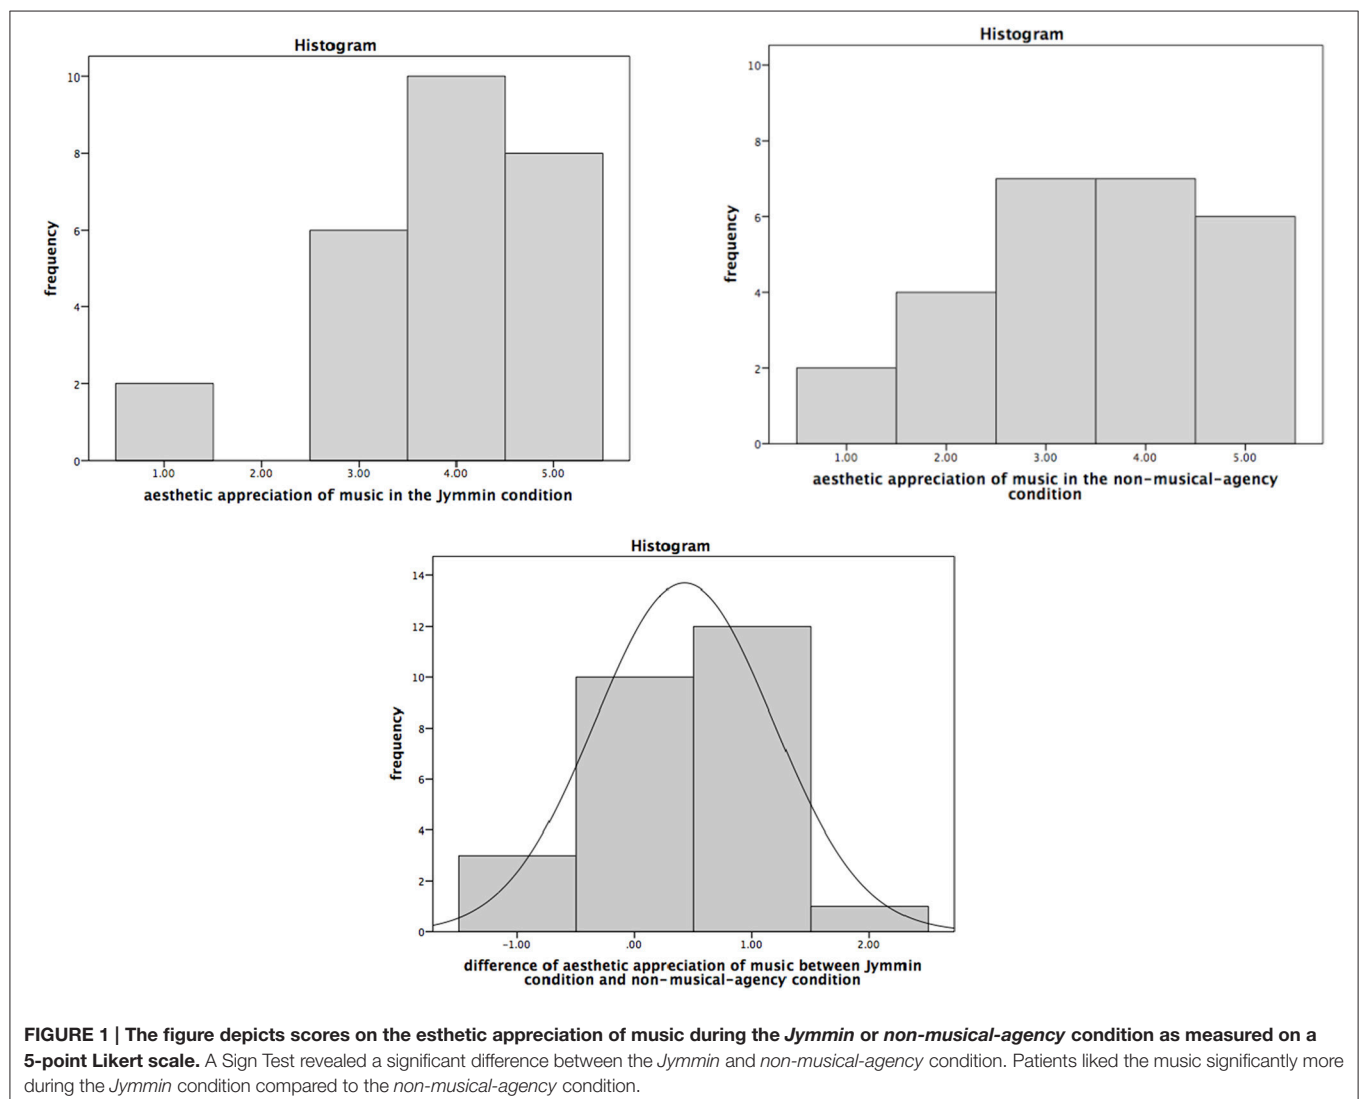 Histogram
10
8
6
4
2
0
frequency
1.00 2.00 3.00 4.00 5.00
aesthetic appreciation of music in the Jymmin condition
Histogram
10
8
6
4
2
0
frequency
1.00 2.00 3.00 4.00 5.00
aesthetic appreciation of music in the non-musical-agency
condition
Histogram
14
12
10
8
6
4
2
0
frequency
-1.00 .00 1.00 2.00
difference of aesthetic appreciation of music between Jymmin
condition and non-musical-agency condition
FIGURE 1 | The figure depicts scores on the esthetic appreciation of music during the Jymmin or non-musical-agency condition as measured on a
5-point Likert scale. A Sign Test revealed a significant difference between the Jymmin and non-musical-agency condition. Patients liked the music significantly more
during the Jymmin condition compared to the non-musical-agency condition.